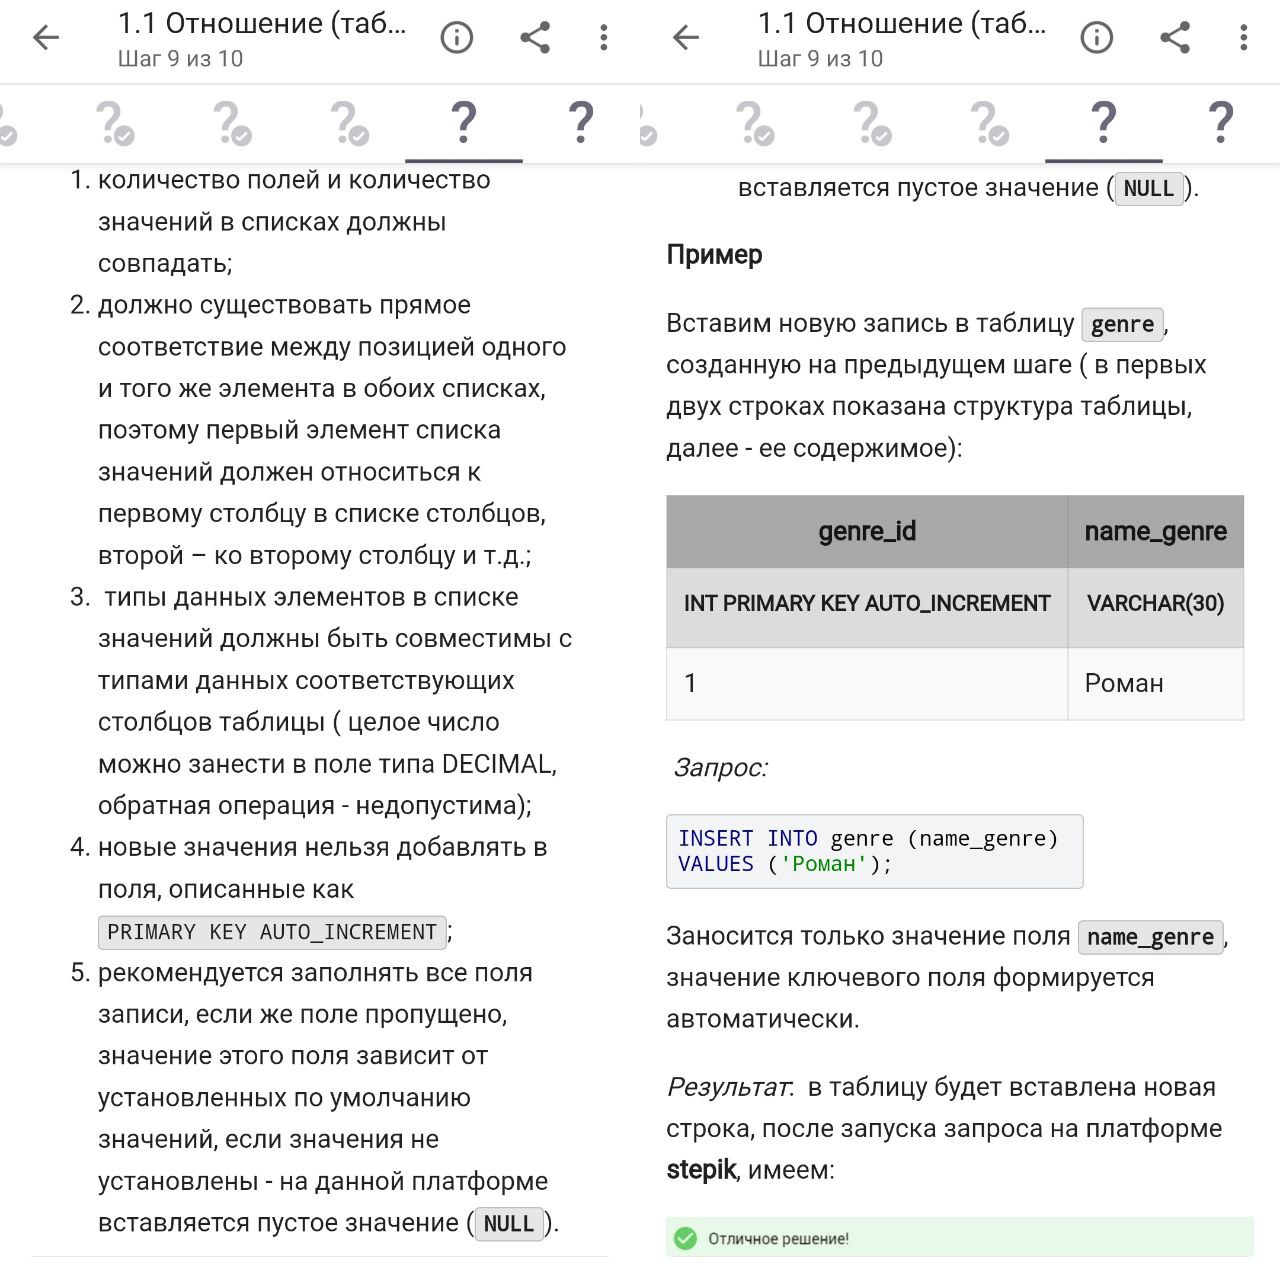 1.1 Отношение (таб...
Шаг 9 из 10
1. количество полей и количество
значений в списках должны
совпадать;
2. должно существовать прямое
соответствие между позицией одного
и того же элемента в обоих списках,
поэтому первый элемент списка
значений должен относиться к
первому столбцу в списке столбцов,
второй – ко второму столбцу и т.д.;
3. типы данных элементов в списке
значений должны быть совместимы с
типами данных соответствующих
столбцов таблицы ( целое число
можно занести в поле типа DECIMAL,
обратная операция - недопустима);
4. новые значения нельзя добавлять в
поля, описанные как
PRIMARY KEY AUTO_INCREMENT;
5. рекомендуется заполнять все поля
записи, если же поле пропущено,
значение этого поля зависит от
установленных по умолчанию
значений, если значения не
установлены - на данной платформе
вставляется пустое значение (NULL).
1.1 Отношение (таб...
Шаг 9 из 10
вставляется пустое значение (NULL).
Пример
Вставим новую запись в таблицу genre,
созданную на предыдущем шаге ( в первых
двух строках показана структура таблицы,
далее - ее содержимое):
genre_id name_genre
INT PRIMARY KEY AUTO_INCREMENT VARCHAR(30)
1 Роман
Запрос:
INSERT INTO genre (name_genre)
VALUES ('Роман');
Заносится только значение поля name_genre,
значение ключевого поля формируется
автоматически.
Результат: в таблицу будет вставлена новая
строка, после запуска запроса на платформе
stepik, имеем:
Отличное решение!